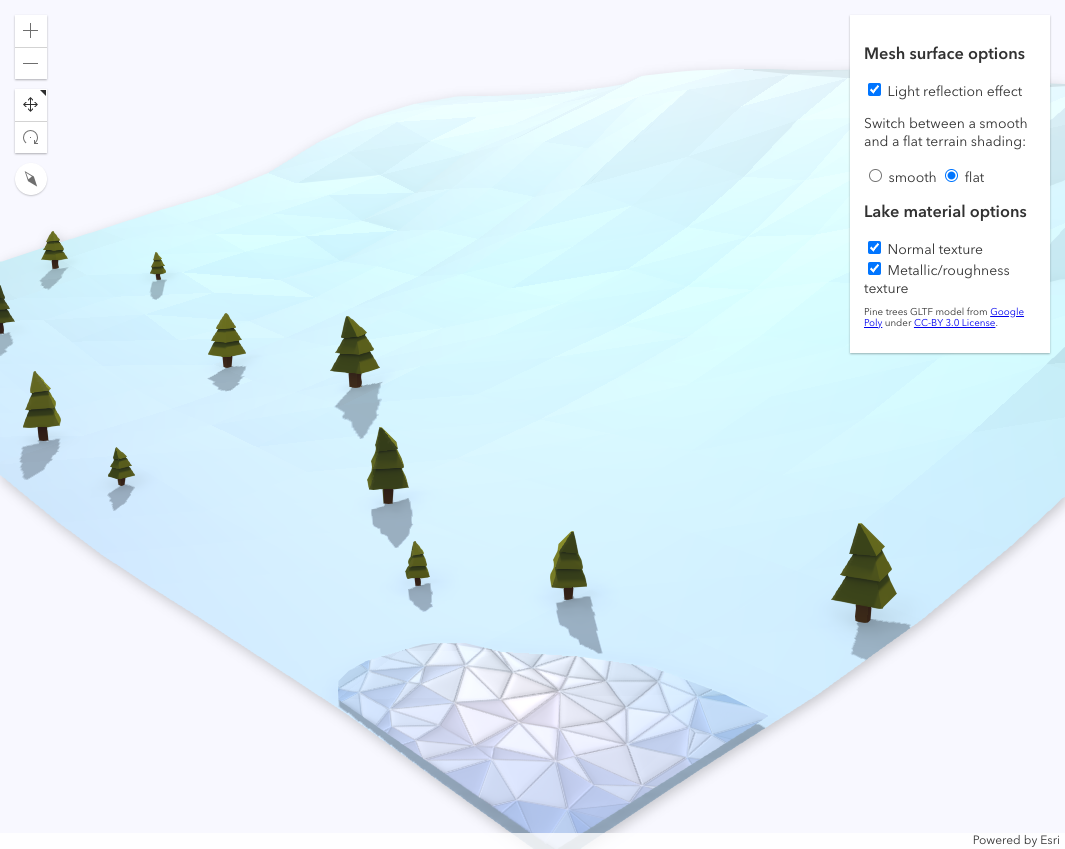 Mesh surface options
Light reflection effect
Switch between a smooth
and a flat terrain shading:
smooth flat
Lake material options
Normal texture
Metallic/roughness
texture
Pine trees GLTF model from Google
Poly under CC-BY 3.0 License.
Powered by Esri